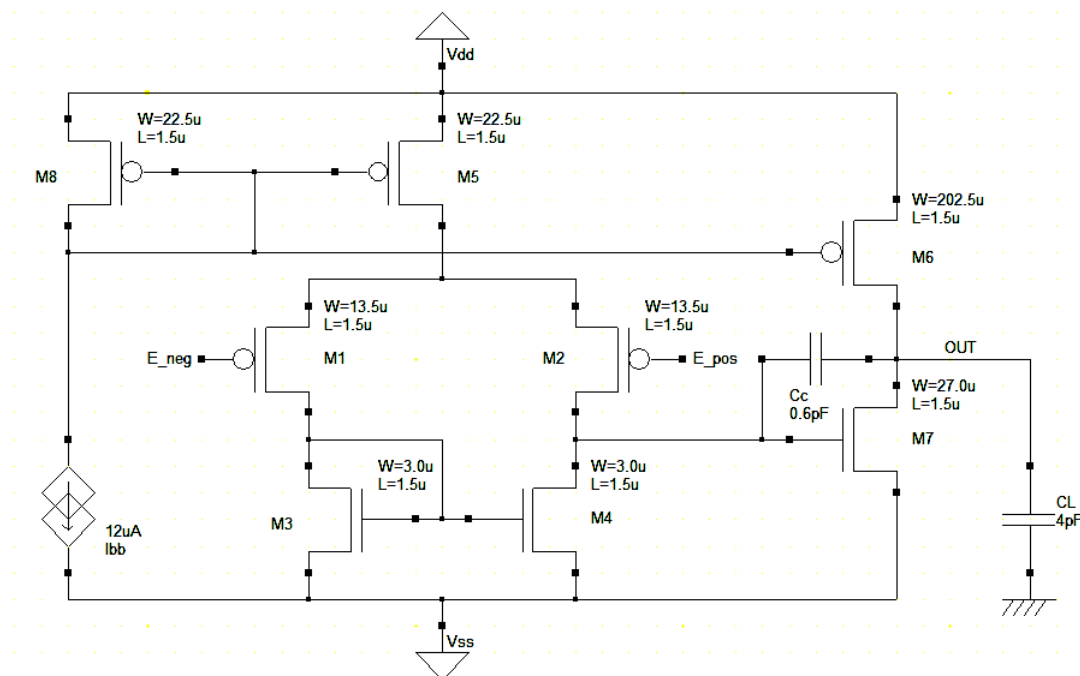 Vdd
W=22.5u
L=1.5u
M8
W=22.5u
L=1.5u
M5
W=202.5u
L=1.5u
M6
W=13.5u
L=1.5u
E_neg
M1
W=13.5u
L=1.5u
M2
E_pos
OUT
Cc
0.6pF
W=27.0u
L=1.5u
M7
W=3.0u
L=1.5u
M3
W=3.0u
L=1.5u
M4
12uA
Ibb
CL
4pF
Vss